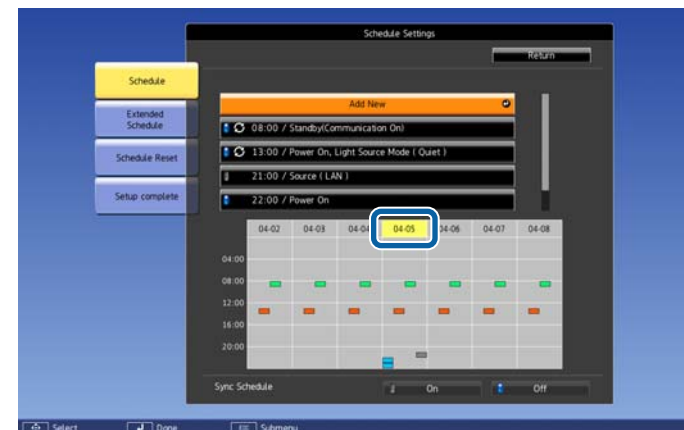 Schedule Settings
Return
Schedule
Extended
Schedule
Schedule Reset
Setup complete
Add New
08:00 / Standby(Communication On)
13:00 / Power On, Light Source Mode ( Quiet )
21:00 / Source ( LAN )
22:00 / Power On
04-02 04-03 04-04 04-05 04-06 04-07 04-08
04:00
08:00
12:00
16:00
20:00
Sync Schedule On Off
Select Done Submenu